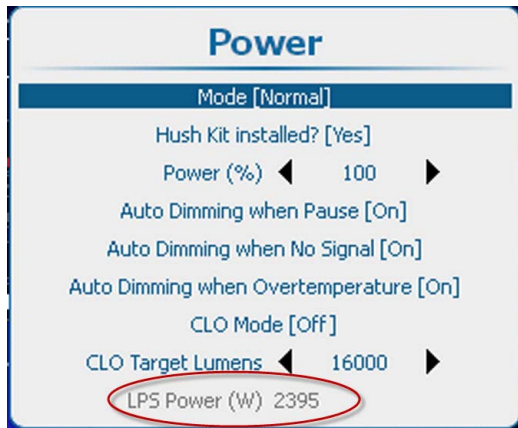 Power
Mode [Normal]
Hush Kit installed? [Yes]
Power (%) 100
Auto Dimming when Pause [On]
Auto Dimming when No Signal [On]
Auto Dimming when Overtemperature [On]
CLO Mode [Off]
CLO Target Lumens 16000
LPS Power (W) 2395